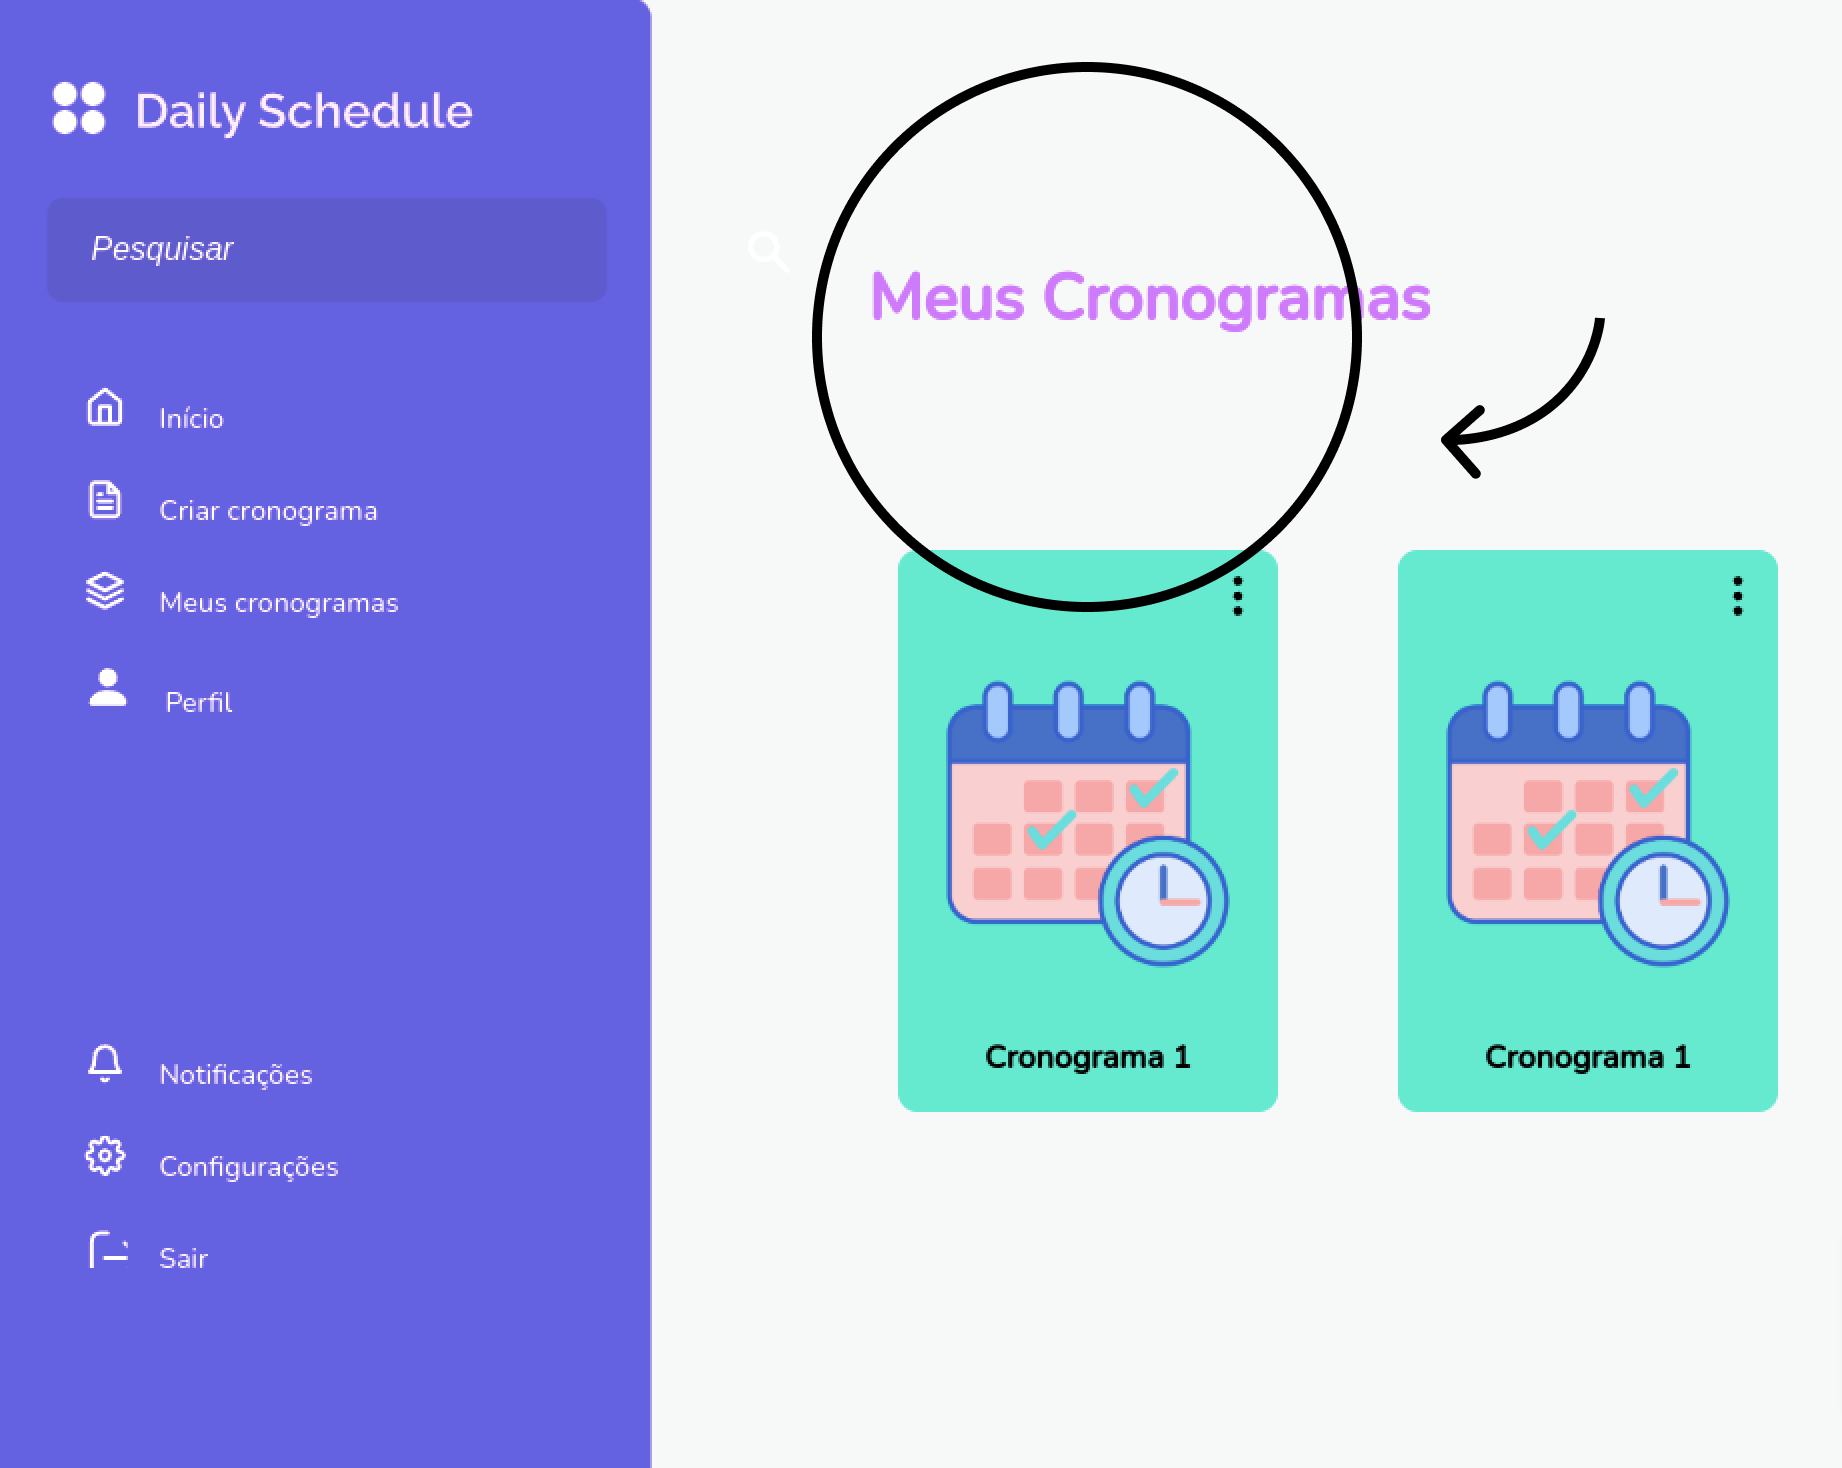 Daily Schedule
Pesquisar
Início
Criar cronograma
Meus cronogramas
Perfil
Notificações
Configurações
Sair
Meus Cronogramas
Cronograma 1
Cronograma 1